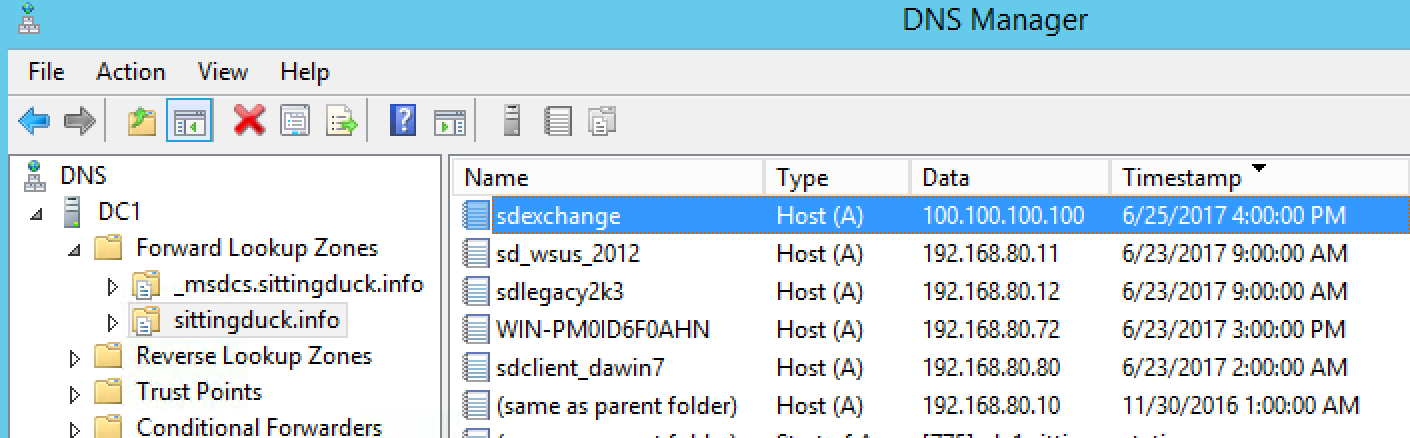 DNS Manager
File Action View Help
DNS
DC1
Forward Lookup Zones
_msdcs.sittingduck.info
sittingduck.info
Reverse Lookup Zones
Trust Points
Conditional Forwarders
Name Type Data Timestamp
sdexchange Host (A) 100.100.100.100 6/25/2017 4:00:00 PM
sd_wsus_2012 Host (A) 192.168.80.11 6/23/2017 9:00:00 AM
sdlegacy2k3 Host (A) 192.168.80.12 6/23/2017 9:00:00 AM
WIN-PM0ID6F0AHN Host (A) 192.168.80.72 6/23/2017 3:00:00 PM
sdclient_dawin7 Host (A) 192.168.80.80 6/23/2017 2:00:00 AM
(same as parent folder) Host (A) 192.168.80.10 11/30/2016 1:00:00 AM